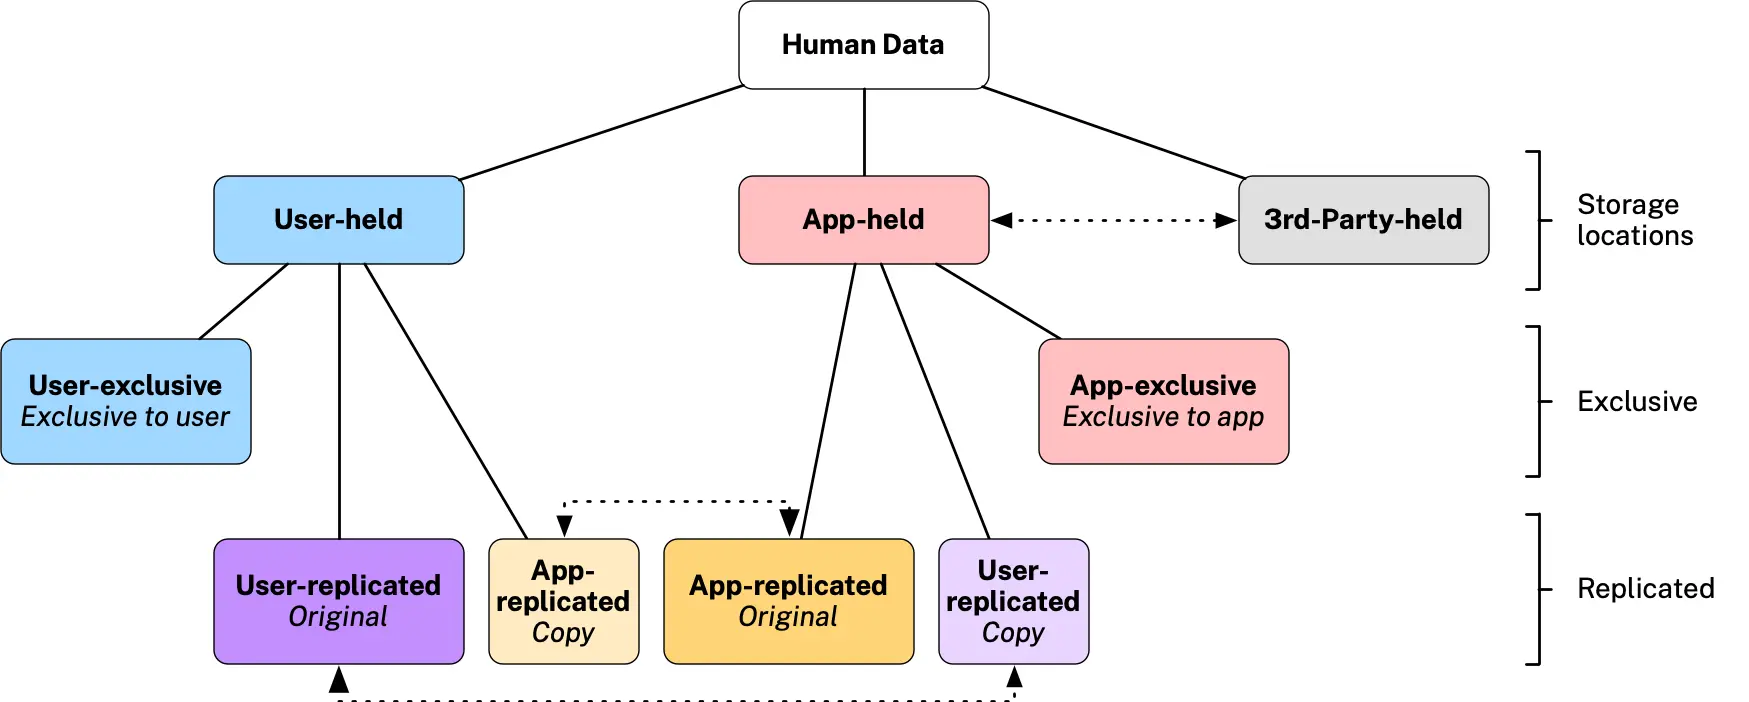 Human Data
User-held
App-held
3rd-Party-held
Storage
locations
User-exclusive
Exclusive to user
App-exclusive
Exclusive to app
Exclusive
User-replicated
Original
App-
replicated
Copy
App-replicated
Original
User-
replicated
Copy
Replicated